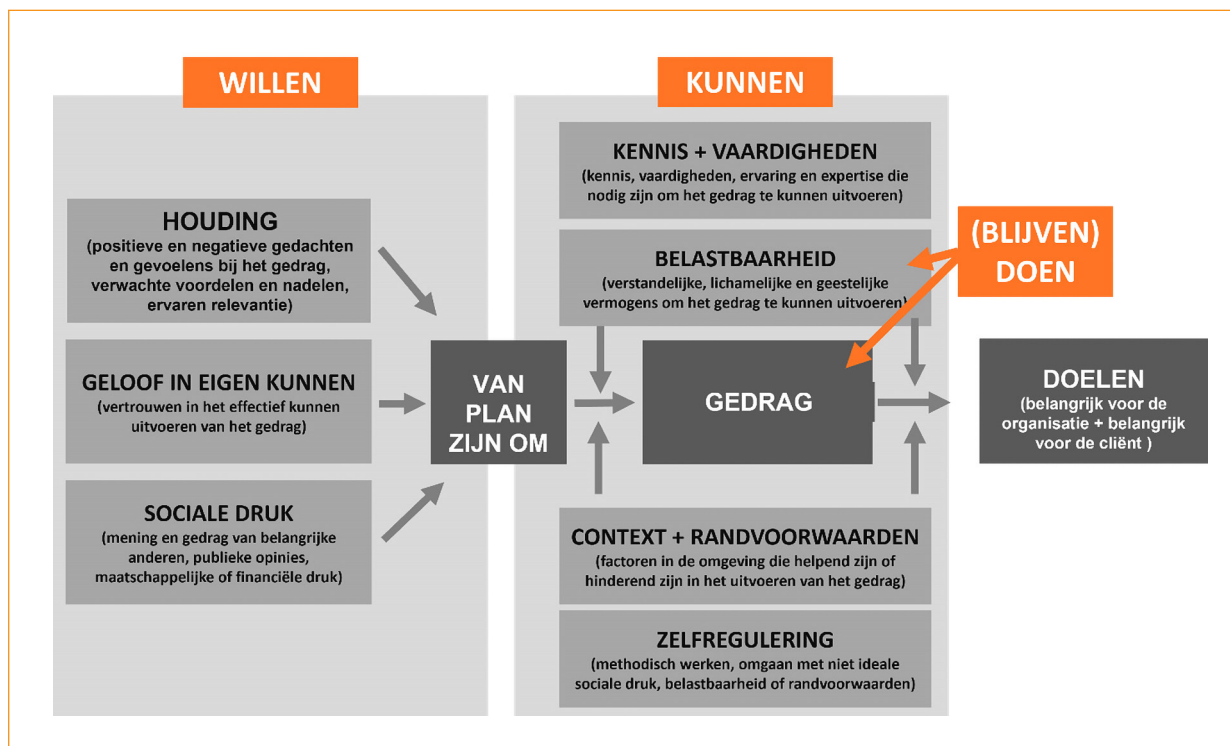 WILLEN
HOUDING
(positieve en negatieve gedachten
en gevoelens bij het gedrag,
verwachte voordelen en nadelen,
ervaren relevantie)
GELOOF IN EIGEN KUNNEN
(vertrouwen in het effectief kunnen
uitvoeren van het gedrag)
SOCIALE DRUK
(mening en gedrag van belangrijke
anderen, publieke opinies,
maatschappelijke of financiële druk)
VAN
PLAN
ZIJN OM
KUNNEN
KENNIS + VAARDIGHEDEN
(kennis, vaardigheden, ervaring en expertise die
nodig zijn om het gedrag te kunnen uitvoeren)
BELASTBAARHEID
(verstandelijke, lichamelijke en geestelijke
vermogens om het gedrag te kunnen uitvoeren)
GEDRAG
CONTEXT + RANDVOORWAARDEN
(factoren in de omgeving die helpend zijn of
hinderend zijn in het uitvoeren van het gedrag)
ZELFREGULERING
(methodisch werken, omgaan met niet ideale
sociale druk, belastbaarheid of randvoorwaarden)
(BLIJVEN)
DOEN
DOELEN
(belangrijk voor de
organisatie + belangrijk
voor de cliënt )